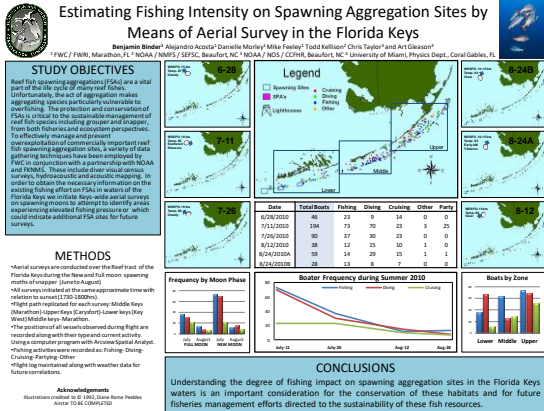 Estimating Fishing Intensity on Spawning Aggregation Sites by
Means of Aerial Survey in the Florida Keys
Benjamin Binder¹ Alejandro Acosta¹ Danielle Morley¹ Mike Feeley¹ Todd Kellison² Chris Taylor³ and Art Gleason⁴
¹ FWC / FWRI, Marathon, FL ² NOAA / NMFS / SEFSC, Beaufort, NC ³ NOAA / NOS / CCFHR, Beaufort, NC ⁴ University of Miami, Physics Dept., Coral Gables, FL
STUDY OBJECTIVES
Reef fish spawning aggregations (FSAs) are a vital
part of the life cycle of many reef fishes.
Unfortunately, the act of aggregation makes
aggregating species particularly vulnerable to
overfishing. The protection and conservation of
FSAs is critical to the sustainable management of
reef fish species including grouper and snapper,
from both fisheries and ecosystem perspectives.
To effectively manage and prevent
overexploitation of commercially important reef
fish spawning aggregation sites, a variety of data
gathering techniques have been employed by
FWC in conjunction with a partnership with NOAA
and FKNMS. These include diver visual census
surveys, hydroacoustic and acoustic mapping. In
order to obtain the necessary information on the
existing fishing effort on FSAs in waters of the
Florida Keys we initiate Keys-wide aerial surveys
on spawning moons to attempt to identify areas
experiencing elevated fishing pressure or which
could indicate additional FSA sites for future
surveys.
METHODS
•Aerial surveys are conducted over the Reef tract of the
Florida Keys during the New and Full moon spawning
moths of snapper (June to August)
•All surveys initiated at the same approximate time with
relation to sunset (1730-1800hrs).
•Flight path replicated for each survey: Middle Keys
(Marathon)-Upper Keys (Carysfort)-Lower keys (Key
West) Middle keys- Marathon.
•The positions of all vessels observed during flight are
recorded along with their type and current activity.
Using a computer program with Arcview Spatial Analyst.
•Fishing activities were recorded as: Fishing- Diving-
Cruising-Partying-Other
•Flight log maintained along with weather data for
future correlations.
Acknowledgements
Illustrations credited to © 1992, Diane Rome Peebles
Airstar TO BE COMPLETED
6-28
7-11
7-26
Legend
Spawning Sites
SPA's
Lighthouses
Cruising
Diving
Fishing
Other
Upper
Middle
Lower
8-24B
8-24A
8-12
Date Total Boats Fishing Diving Cruising Other Party
6/28/2010 46 23 9 14 0 0
7/11/2010 194 73 70 23 3 25
7/26/2010 90 37 30 23 0 0
8/12/2010 38 12 15 10 1 0
8/24/2010A 59 14 29 15 1 1
8/24/2010B 28 13 8 7 0 0
Frequency by Moon Phase
July August July August
FULL MOON NEW MOON
Boater Frequency during Summer 2010
Fishing Diving Cruising
80
60
40
20
0
July-11 July-26 Aug-12 Aug-24
Boats by Zone
Lower Middle Upper
CONCLUSIONS
Understanding the degree of fishing impact on spawning aggregation sites in the Florida Keys
waters is an important consideration for the conservation of these habitats and for future
fisheries management efforts directed to the sustainability of these fish resources.